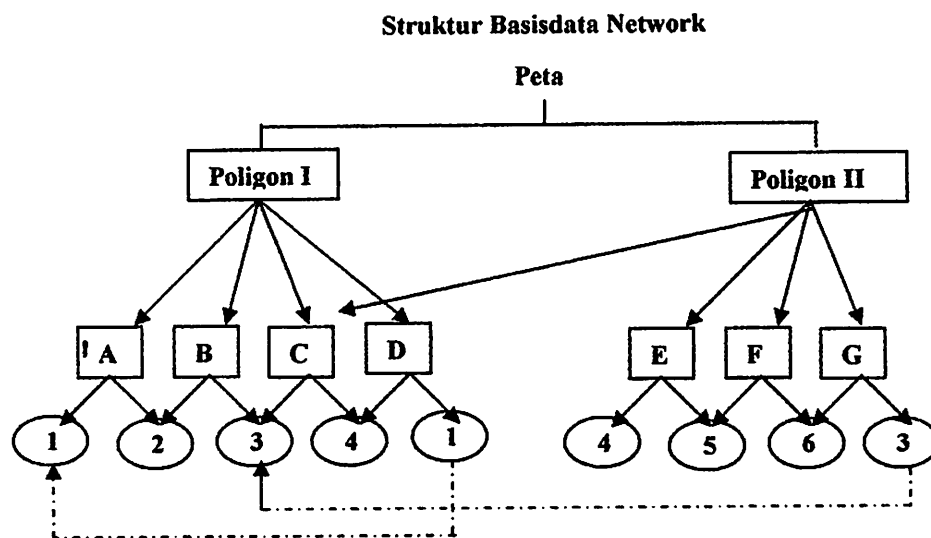 Struktur Basisdata Network
Peta
Poligon I Poligon II
A B C D E F G
1 2 3 4 1 4 5 6 3